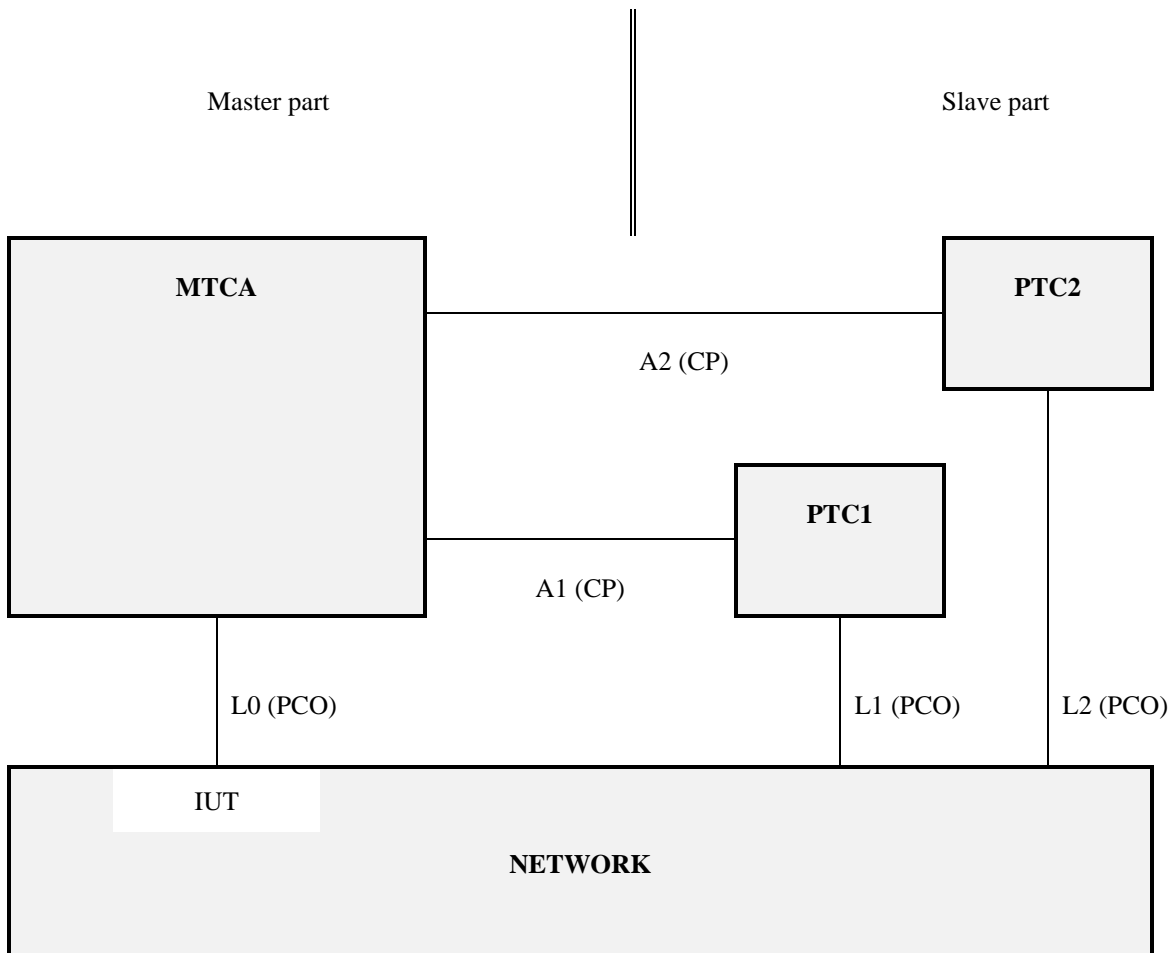 Master part
Slave part
MTCA
PTC2
A2 (CP)
PTC1
A1 (CP)
L0 (PCO)
L1 (PCO)
L2 (PCO)
IUT
NETWORK